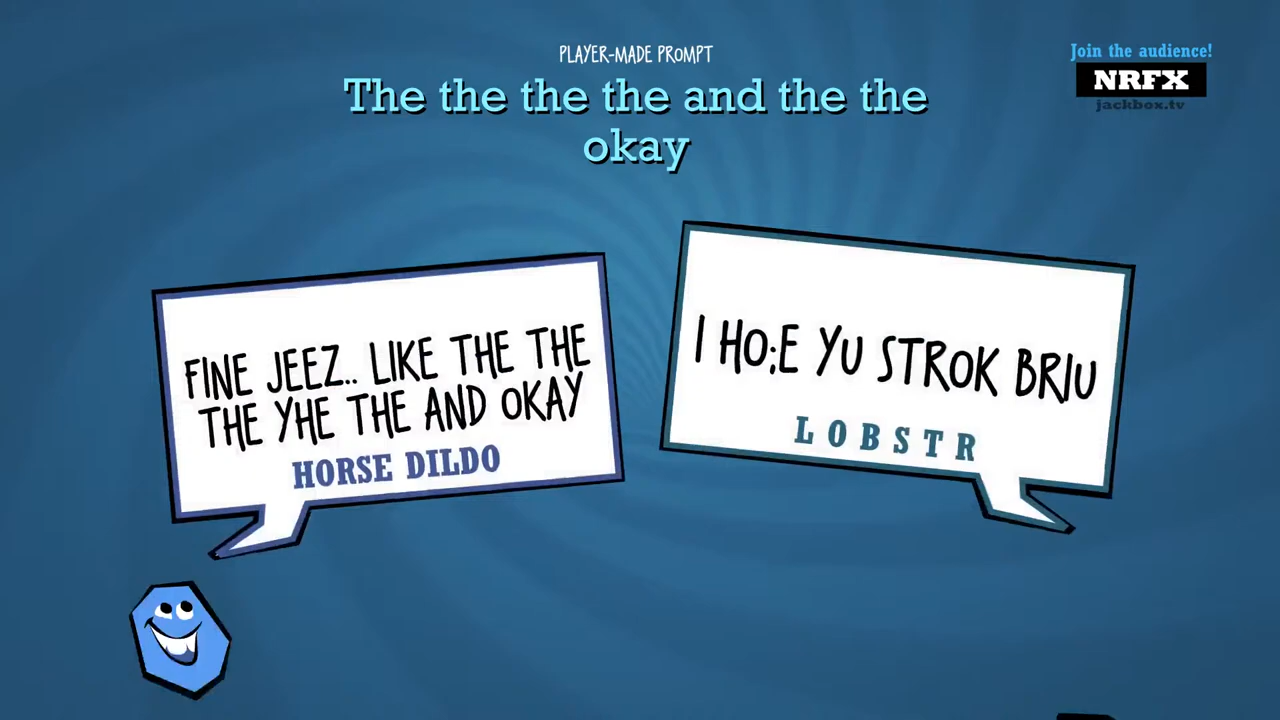 PLAYER-MADE PROMPT
The the the the and the the
okay
Join the audience!
NRFX
jackbox.tv
FINE JEEZ.. LIKE THE THE
THE YHE THE AND OKAY
HORSE DILDO
I HO;E YU STROK BRIU
LOBSTR